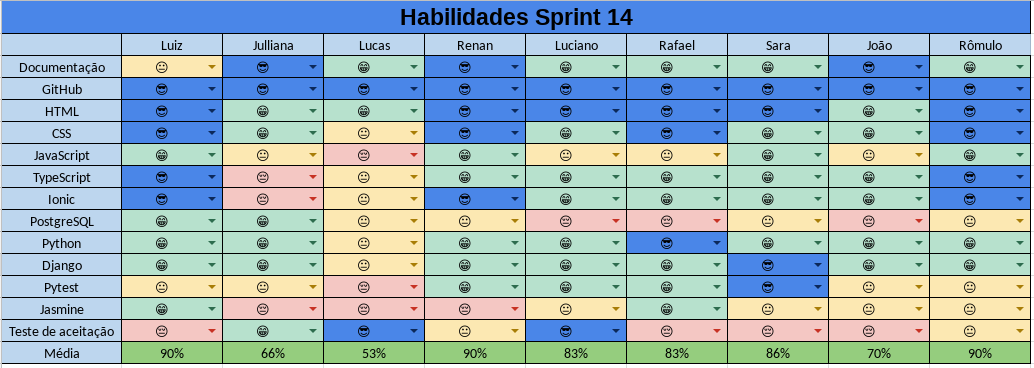 Habilidades Sprint 14
Luiz Julliana Lucas Renan Luciano Rafael Sara João Rômulo
Documentação 😐 😎 😁 😎 😁 😁 😁 😎 😁
GitHub 😎 😎 😎 😎 😎 😎 😎 😎 😎
HTML 😎 😁 😁 😎 😎 😎 😎 😁 😎
CSS 😎 😁 😐 😎 😁 😎 😁 😁 😎
JavaScript 😁 😐 😔 😁 😐 😐 😁 😐 😁
TypeScript 😎 😔 😐 😁 😁 😁 😁 😁 😎
Ionic 😎 😔 😐 😎 😁 😁 😁 😁 😎
PostgreSQL 😁 😁 😐 😐 😔 😔 😐 😔 😐
Python 😁 😁 😐 😁 😁 😎 😁 😁 😁
Django 😁 😁 😐 😁 😁 😁 😎 😁 😁
Pytest 😐 😐 😔 😁 😁 😁 😎 😐 😐
Jasmine 😁 😔 😔 😔 😐 😁 😐 😐 😐
Teste de aceitação 😔 😁 😎 😐 😎 😔 😔 😔 😐
Média 90% 66% 53% 90% 83% 83% 86% 70% 90%